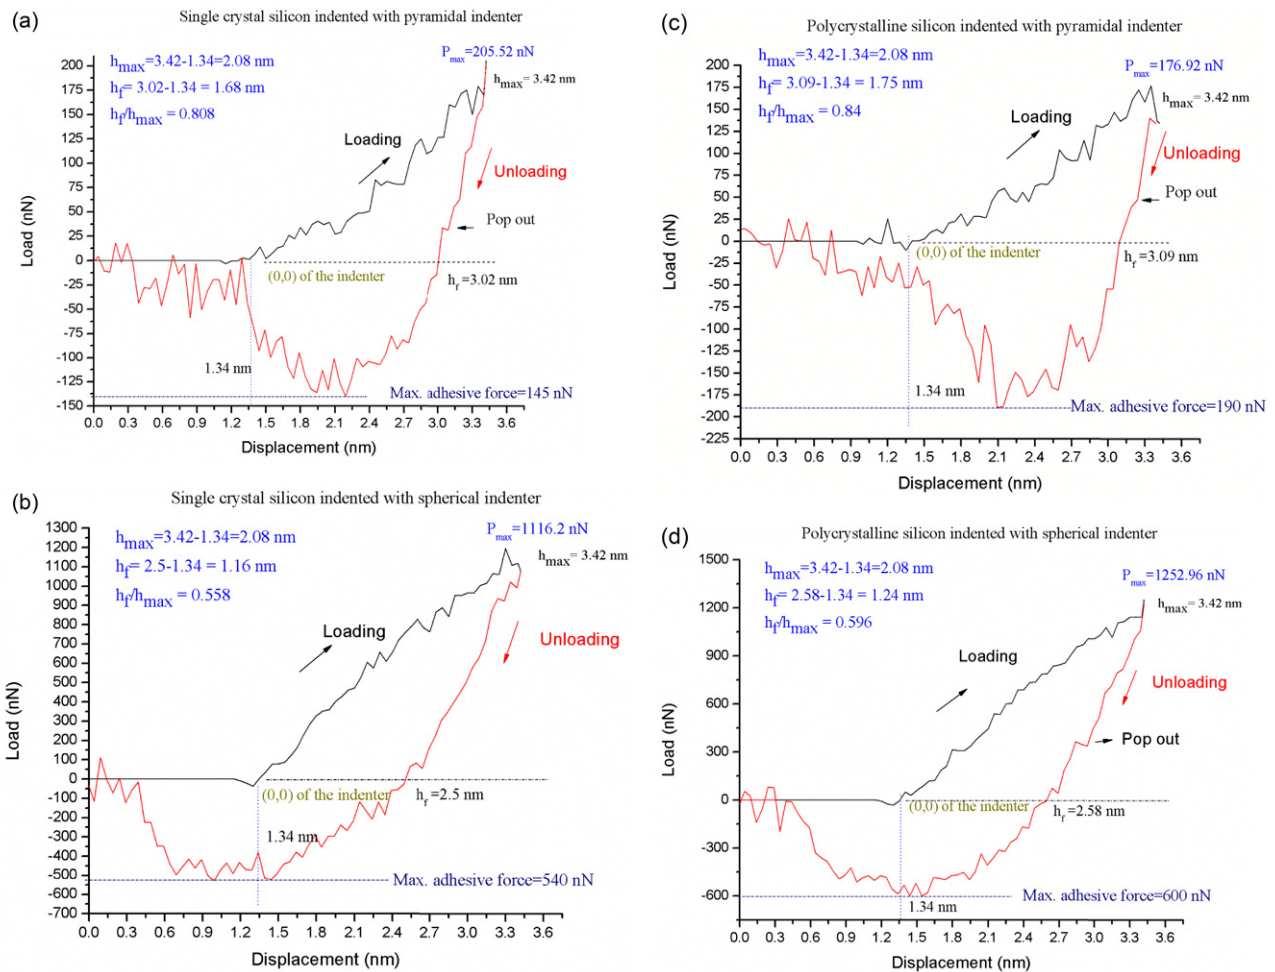 (a)
Single crystal silicon indented with pyramidal indenter
hmax=3.42-1.34=2.08 nm
hf= 3.02-1.34 = 1.68 nm
hf/hmax = 0.808
Pmax=205.52 nN
hmax= 3.42 nm
Loading
Unloading
Pop out
(0,0) of the indenter
hf=3.02 nm
1.34 nm
Max. adhesive force=145 nN
Load (nN)
200
175
150
125
100
75
50
25
0
-25
-50
-75
-100
-125
-150
0.0 0.3 0.6 0.9 1.2 1.5 1.8 2.1 2.4 2.7 3.0 3.3 3.6
Displacement (nm)
(b)
Single crystal silicon indented with spherical indenter
hmax=3.42-1.34=2.08 nm
hf= 2.5-1.34 = 1.16 nm
hf/hmax = 0.558
Pmax=1116.2 nN
hmax= 3.42 nm
Loading
Unloading
(0,0) of the indenter
hf= 2.5 nm
1.34 nm
Max. adhesive force=540 nN
Load (nN)
1300
1200
1100
1000
900
800
700
600
500
400
300
200
100
0
-100
-200
-300
-400
-500
-600
-700
0.0 0.3 0.6 0.9 1.2 1.5 1.8 2.1 2.4 2.7 3.0 3.3 3.6
Displacement (nm)
(c)
Polycrystalline silicon indented with pyramidal indenter
hmax=3.42-1.34=2.08 nm
hf= 3.09-1.34 = 1.75 nm
hf/hmax = 0.84
Pmax=176.92 nN
hmax= 3.42 nm
Loading
Unloading
Pop out
(0,0) of the indenter
hf= 3.09 nm
1.34 nm
Max. adhesive force=190 nN
Load (nN)
200
175
150
125
100
75
50
25
0
-25
-50
-75
-100
-125
-150
-175
-200
-225
0.0 0.3 0.6 0.9 1.2 1.5 1.8 2.1 2.4 2.7 3.0 3.3 3.6
Displacement (nm)
(d)
Polycrystalline silicon indented with spherical indenter
hmax=3.42-1.34=2.08 nm
hf= 2.58-1.34 = 1.24 nm
hf/hmax = 0.596
Pmax=1252.96 nN
hmax= 3.42 nm
Loading
Unloading
Pop out
(0,0) of the indenter
hf=2.58 nm
1.34 nm
Max. adhesive force=600 nN
Load (nN)
1500
1200
900
600
300
0
-300
-600
0.0 0.3 0.6 0.9 1.2 1.5 1.8 2.1 2.4 2.7 3.0 3.3 3.6
Displacement (nm)